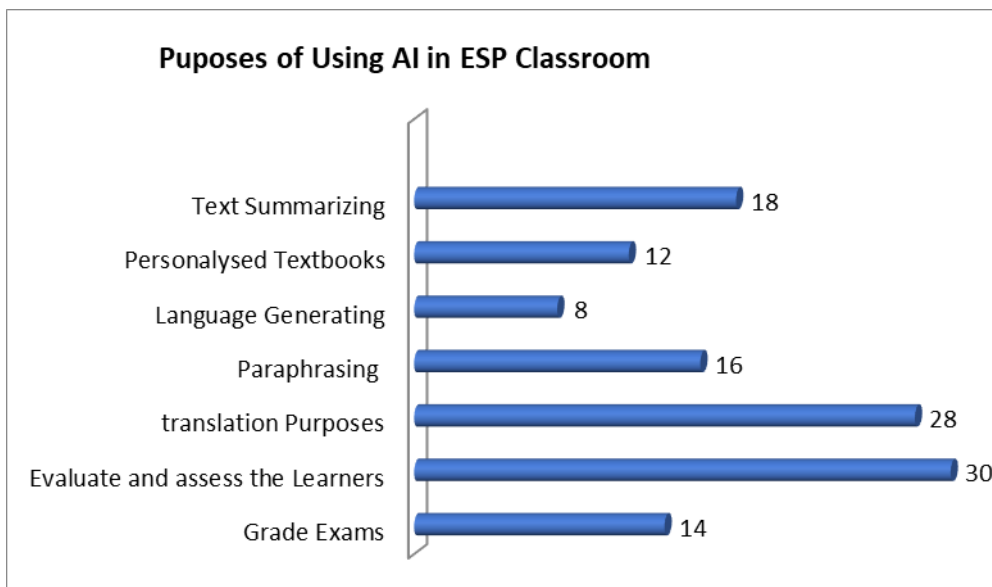 Puposes of Using AI in ESP Classroom
Text Summarizing 18
Personalysed Textbooks 12
Language Generating 8
Paraphrasing 16
translation Purposes 28
Evaluate and assess the Learners 30
Grade Exams 14